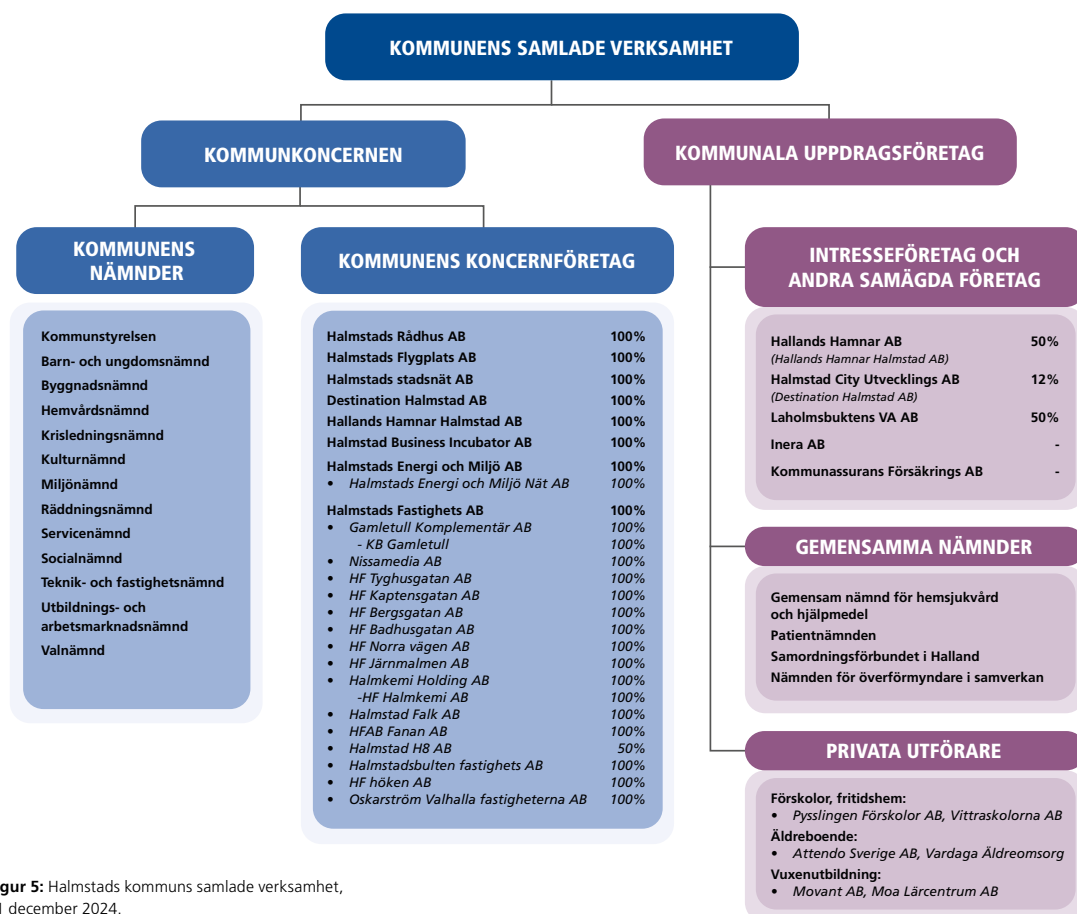 KOMMUNENS SAMLADE VERKSAMHET
KOMMUNKONCERNEN
KOMMUNALA UPPDRAGSFÖRETAG
KOMMUNENS
NÄMNDER
Kommunstyrelsen
Barn- och ungdomsnämnd
Byggnadsnämnd
Hemvårdsnämnd
Krisledningsnämnd
Kulturnämnd
Miljönämnd
Räddningsnämnd
Servicenämnd
Socialnämnd
Teknik- och fastighetsnämnd
Utbildnings- och
arbetsmarknadsnämnd
Valnämnd
KOMMUNENS KONCERNFÖRETAG
Halmstads Rådhus AB 100%
Halmstads Flygplats AB 100%
Halmstads stadsnät AB 100%
Destination Halmstad AB 100%
Hallands Hamnar Halmstad AB 100%
Halmstad Business Incubator AB 100%
Halmstads Energi och Miljö AB 100%
• Halmstads Energi och Miljö Nät AB 100%
Halmstads Fastighets AB 100%
• Gamletull Komplementär AB 100%
- KB Gamletull 100%
• Nissamedia AB 100%
• HF Tyghusgatan AB 100%
• HF Kaptensgatan AB 100%
• HF Bergsgatan AB 100%
• HF Badhusgatan AB 100%
• HF Norra vägen AB 100%
• HF Järnmalmen AB 100%
• Halmkemi Holding AB 100%
-HF Halmkemi AB 100%
• Halmstad Falk AB 100%
• HFAB Fanan AB 100%
• Halmstad H8 AB 50%
• Halmstadsbulten fastighets AB 100%
• HF höken AB 100%
• Oskarström Valhalla fastigheterna AB 100%
INTRESSEFÖRETAG OCH
ANDRA SAMÄGDA FÖRETAG
Hallands Hamnar AB 50%
(Hallands Hamnar Halmstad AB)
Halmstad City Utvecklings AB 12%
(Destination Halmstad AB)
Laholmsbuktens VA AB 50%
Inera AB -
Kommunassurans Försäkrings AB -
GEMENSAMMA NÄMNDER
Gemensam nämnd för hemsjukvård
och hjälpmedel
Patientnämnden
Samordningsförbundet i Halland
Nämnden för överförmyndare i samverkan
PRIVATA UTFÖRARE
Förskolor, fritidshem:
• Pysslingen Förskolor AB, Vittraskolorna AB
Äldreboende:
• Attendo Sverige AB, Vardaga Äldreomsorg
Vuxenutbildning:
• Movant AB, Moa Lärcentrum AB
gur 5: Halmstads kommuns samlade verksamhet,
1 december 2024.